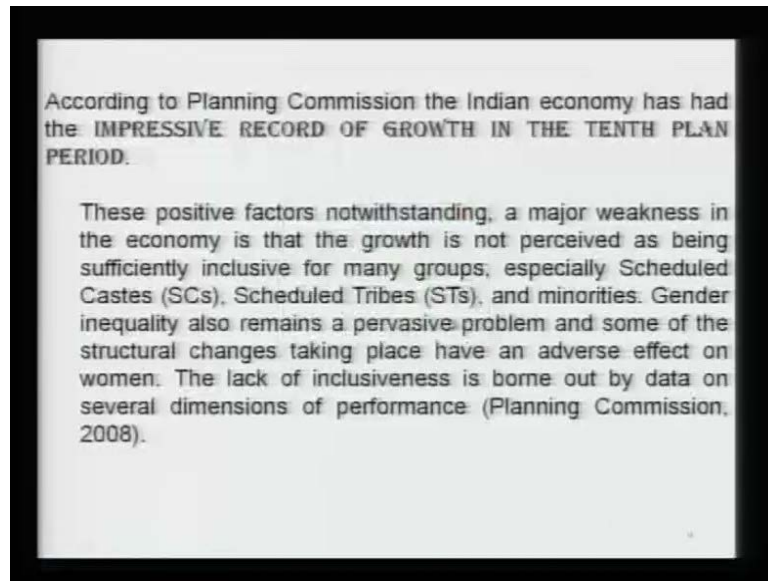 According to Planning Commission the Indian economy has had
the IMPRESSIVE RECORD OF GROWTH IN THE TENTH PLAN
PERIOD.
These positive factors notwithstanding, a major weakness in
the economy is that the growth is not perceived as being
sufficiently inclusive for many groups, especially Scheduled
Castes (SCs), Scheduled Tribes (STs), and minorities. Gender
inequality also remains a pervasive problem and some of the
structural changes taking place have an adverse effect on
women. The lack of inclusiveness is borne out by data on
several dimensions of performance (Planning Commission,
2008).